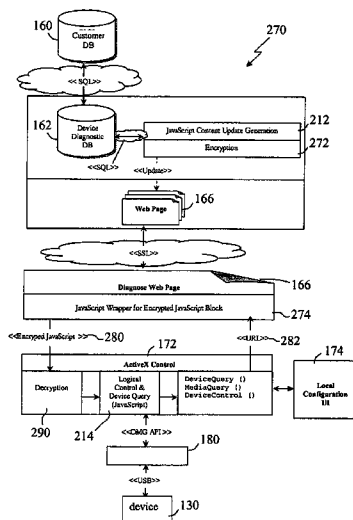 160
Customer
DB
270
<< SQL>>
162
Device
Diagnostic
DB
JavaScript Content Update Generation
212
Encryption
272
<<SQL>>
<<Update>>
Web Page
166
<<SSL>>
166
Diagnose Web Page
JavaScript Wrapper for Encrypted JavaScript Block
274
<<Encryped JavaScript >>
280
<<URI>>
282
172
174
ActiveX Control
Decryption
Logical
Control &
Device Query
(JavaScript)
DeviceQuery ()
MediaQuery ()
DeviceControl ()
Local
Configuration
UI
290
214
<<DMG API>>
180
<<USB>>
device
130